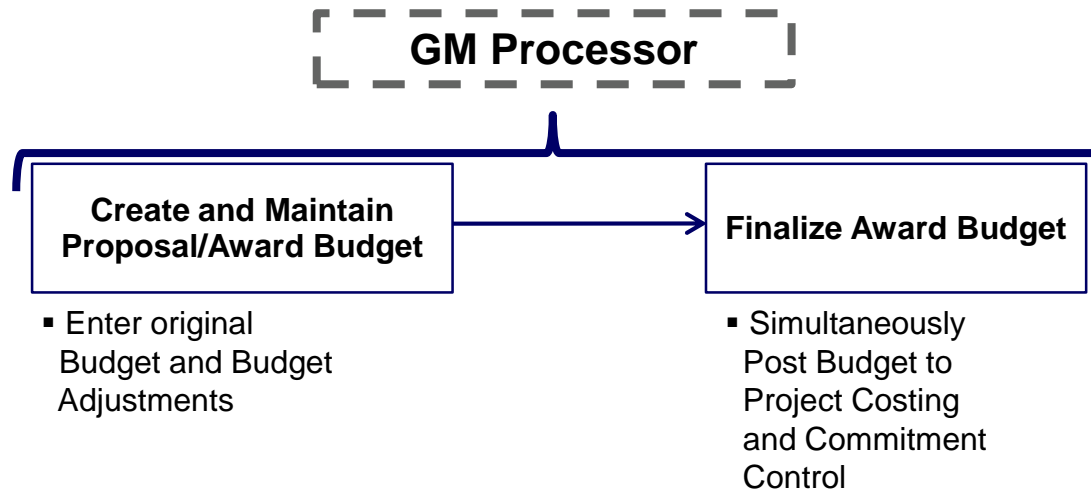 GM Processor
Create and Maintain
Proposal/Award Budget
Finalize Award Budget
▪ Enter original
Budget and Budget
Adjustments
▪ Simultaneously
Post Budget to
Project Costing
and Commitment
Control